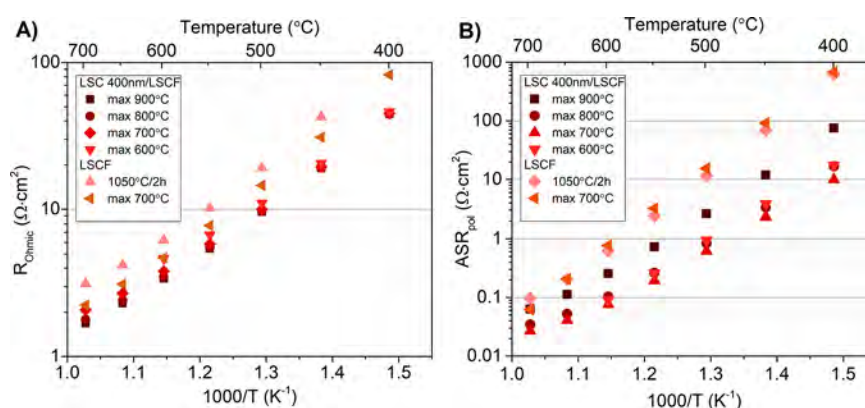 A)
Temperature (°C)
700 600 500 400
100
10
1
R_Ohmic (Ω·cm²)
LSC 400nm/LSCF
max 900°C
max 800°C
max 700°C
max 600°C
LSCF
1050°C/2h
max 700°C
1.0 1.1 1.2 1.3 1.4 1.5
1000/T (K⁻¹)
B)
Temperature (°C)
700 600 500 400
1000
100
10
1
0.1
0.01
ASR_pol (Ω·cm²)
LSC 400nm/LSCF
max 900°C
max 800°C
max 700°C
max 600°C
LSCF
1050°C/2h
max 700°C
1.0 1.1 1.2 1.3 1.4 1.5
1000/T (K⁻¹)